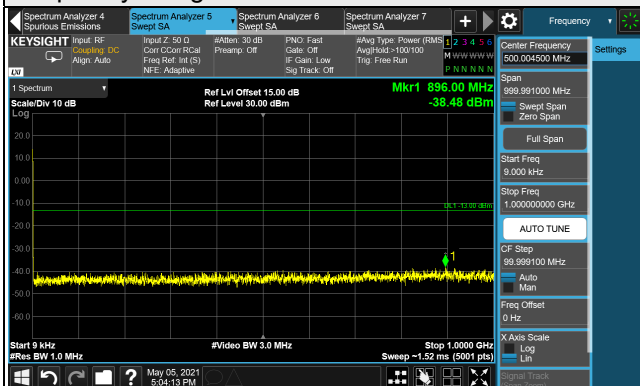 Spectrum Analyzer 4
Spurious Emissions
Spectrum Analyzer 5
Swept SA
Spectrum Analyzer 6
Swept SA
Spectrum Analyzer 7
Swept SA
Frequency
KEYSIGHT
Input: RF
Coupling: DC
Align: Auto
Input Z: 50 Ω
Corr CCorr RCal
Freq Ref: Int (S)
NFE: Adaptive
#Atten: 30 dB
Preamp: Off
PNO: Fast
Gate: Off
IF Gain: Low
Sig Track: Off
#Avg Type: Power (RMS
Avg|Hold:>100/100
Trig: Free Run
1 2 3 4 5 6
M W W W W W
P N N N N N
LXI
1 Spectrum
Scale/Div 10 dB
Log
Ref Lvl Offset 15.00 dB
Ref Level 30.00 dBm
Mkr1 896.00 MHz
-38.48 dBm
20.0
10.0
0.00
-10.0
-20.0
-30.0
-40.0
-50.0
-60.0
DL1 -13.00 dBm
1
Start 9 kHz
#Res BW 1.0 MHz
#Video BW 3.0 MHz
Stop 1.0000 GHz
Sweep ~1.52 ms (5001 pts)
Center Frequency
500.004500 MHz
Settings
Span
999.991000 MHz
Swept Span
Zero Span
Full Span
Start Freq
9.000 kHz
Stop Freq
1.000000000 GHz
AUTO TUNE
CF Step
99.999100 MHz
Auto
Man
Freq Offset
0 Hz
X Axis Scale
Log
Lin
Signal Track
May 05, 2021
5:04:13 PM